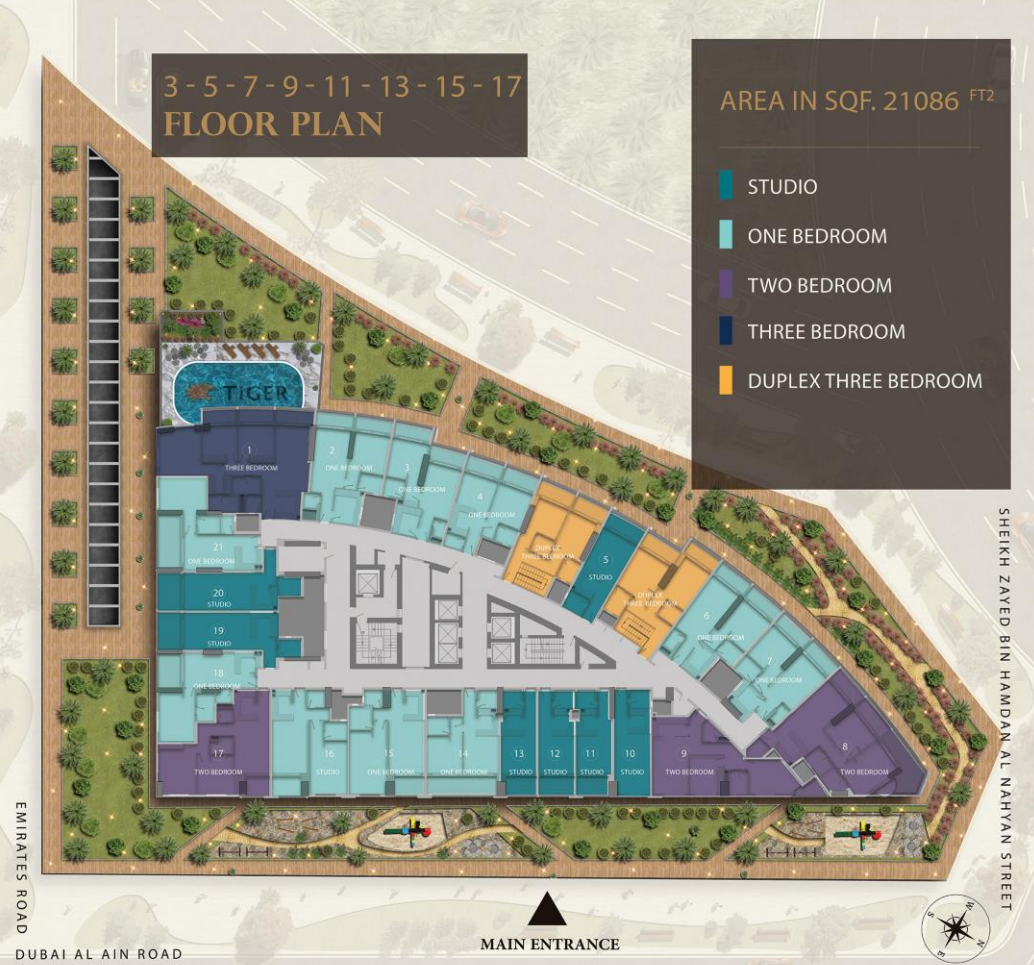 3 - 5 - 7 - 9 - 11 - 13 - 15 - 17
FLOOR PLAN
AREA IN SQF. 21086 FT2
STUDIO
ONE BEDROOM
TWO BEDROOM
THREE BEDROOM
DUPLEX THREE BEDROOM
TIGER
1
THREE BEDROOM
2
ONE BEDROOM
3
ONE BEDROOM
4
ONE BEDROOM
DUPLEX
THREE BEDROOM
5
STUDIO
DUPLEX
THREE BEDROOM
6
ONE BEDROOM
7
ONE BEDROOM
8
TWO BEDROOM
9
TWO BEDROOM
10
STUDIO
11
STUDIO
12
STUDIO
13
STUDIO
14
ONE BEDROOM
15
ONE BEDROOM
16
STUDIO
17
TWO BEDROOM
18
ONE BEDROOM
19
STUDIO
20
STUDIO
21
ONE BEDROOM
SHEIKH ZAYED BIN HAMDAN AL NAHYAN STREET
EMIRATES ROAD
DUBAI AL AIN ROAD
MAIN ENTRANCE
W
S
N
E